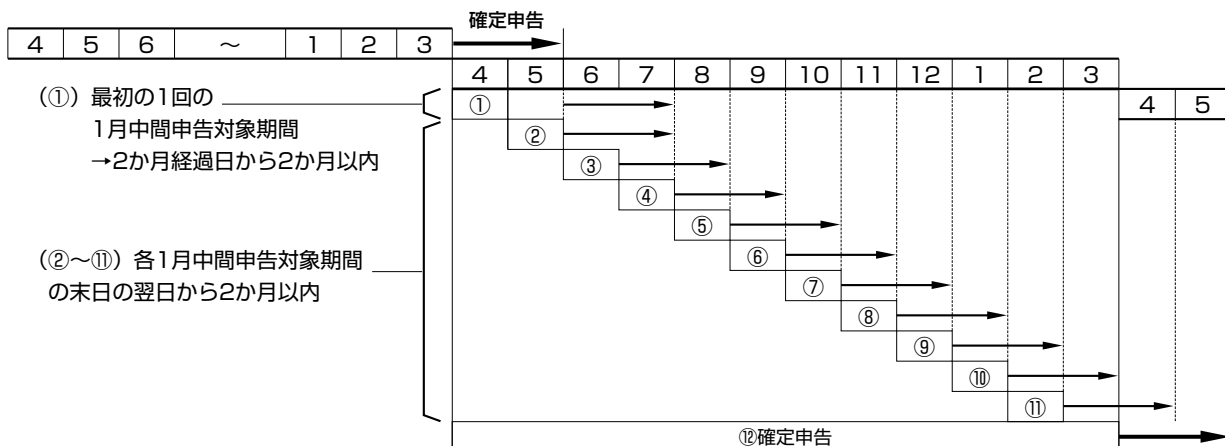 確定申告
4 5 6 ～ 1 2 3
4 5 6 7 8 9 10 11 12 1 2 3
4 5
（①）最初の1回の
1月中間申告対象期間
→2か月経過日から2か月以内
（②～⑪）各1月中間申告対象期間
の末日の翌日から2か月以内
①
②
③
④
⑤
⑥
⑦
⑧
⑨
⑩
⑪
⑫確定申告